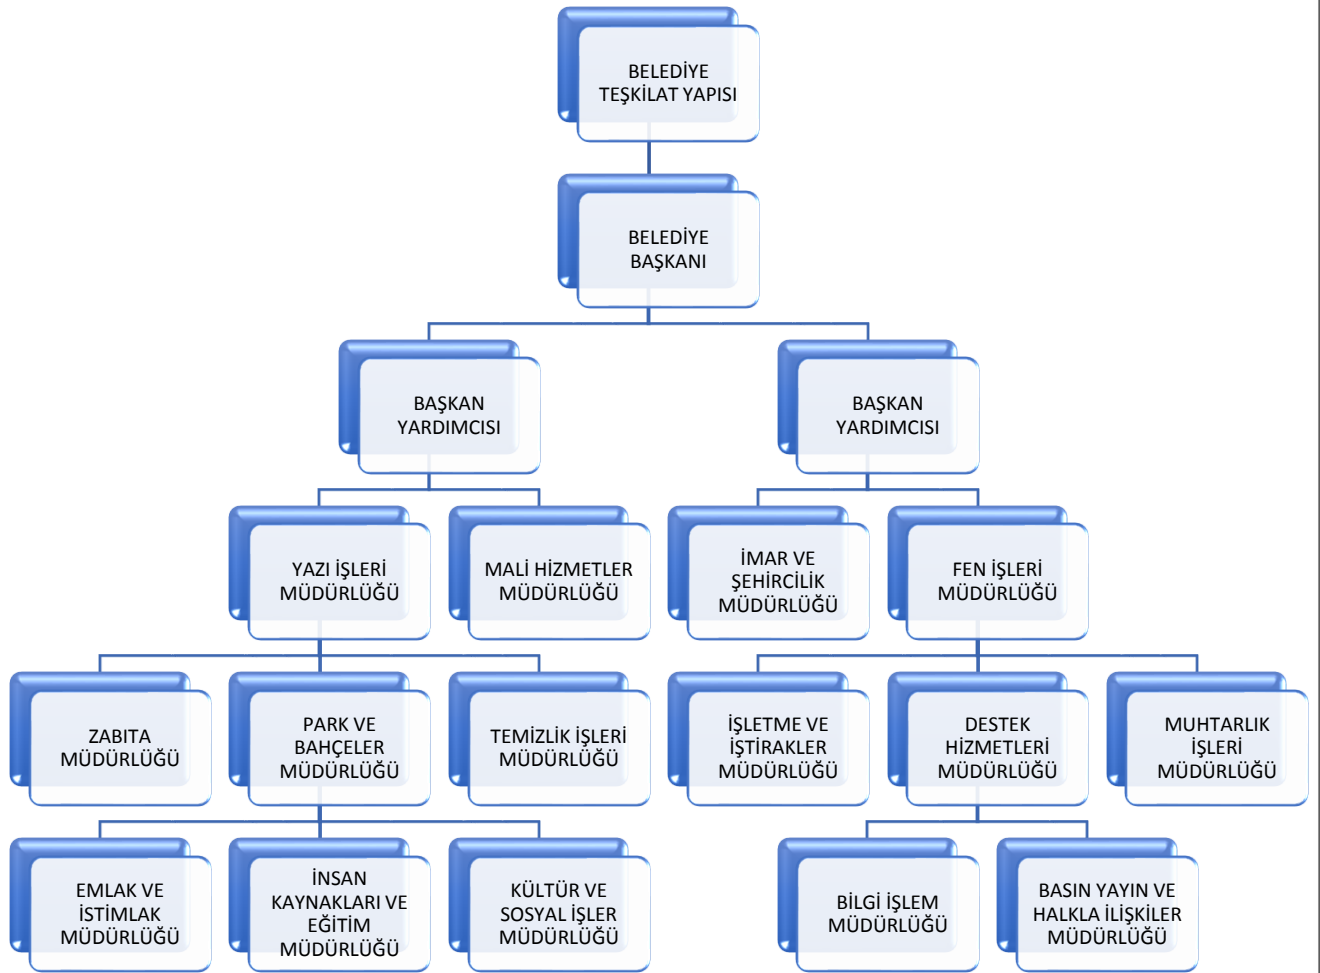 BELEDİYE
TEŞKİLAT YAPISI
BELEDİYE
BAŞKANI
BAŞKAN
YARDIMCISI
BAŞKAN
YARDIMCISI
YAZI İŞLERİ
MÜDÜRLÜĞÜ
MALİ HİZMETLER
MÜDÜRLÜĞÜ
İMAR VE
ŞEHİRCİLİK
MÜDÜRLÜĞÜ
FEN İŞLERİ
MÜDÜRLÜĞÜ
ZABITA
MÜDÜRLÜĞÜ
PARK VE
BAHÇELER
MÜDÜRLÜĞÜ
TEMİZLİK İŞLERİ
MÜDÜRLÜĞÜ
İŞLETME VE
İŞTİRAKLER
MÜDÜRLÜĞÜ
DESTEK
HİZMETLERİ
MÜDÜRLÜĞÜ
MUHTARLIK
İŞLERİ
MÜDÜRLÜĞÜ
EMLAK VE
İSTİMLAK
MÜDÜRLÜĞÜ
İNSAN
KAYNAKLARI VE
EĞİTİM
MÜDÜRLÜĞÜ
KÜLTÜR VE
SOSYAL İŞLER
MÜDÜRLÜĞÜ
BİLGİ İŞLEM
MÜDÜRLÜĞÜ
BASIN YAYIN VE
HALKLA İLİŞKİLER
MÜDÜRLÜĞÜ